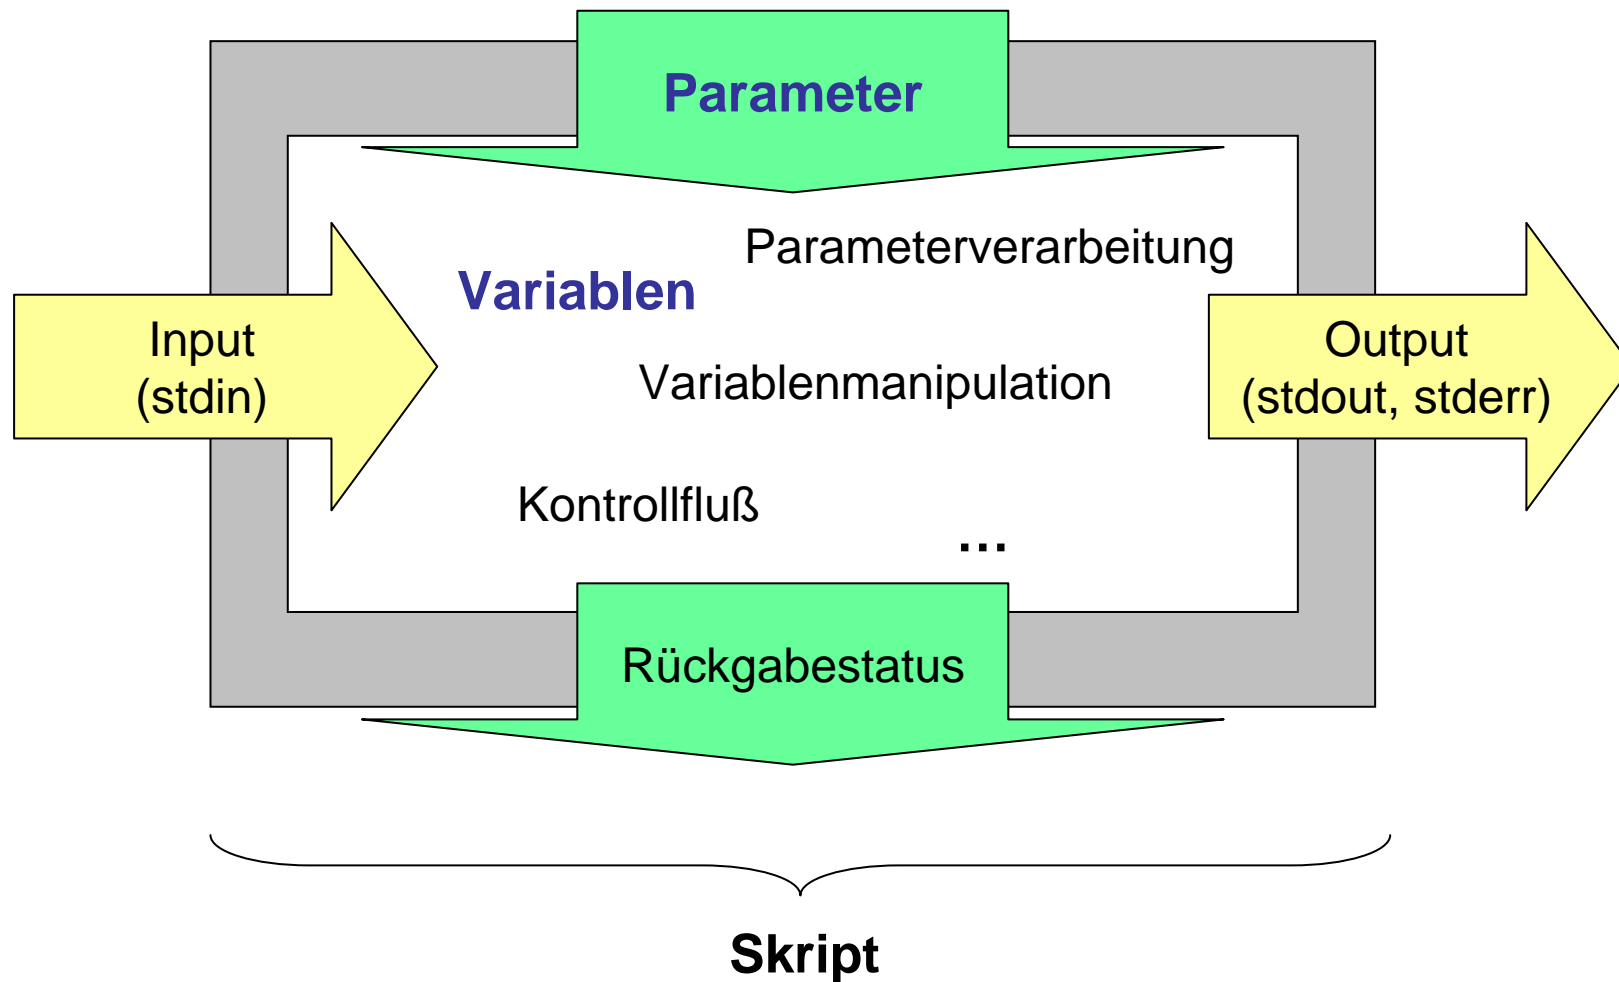 Parameter
Parameterverarbeitung
Variablen
Input
(stdin)
Output
(stdout, stderr)
Variablenmanipulation
Kontrollfluß
...
Rückgabestatus
Skript